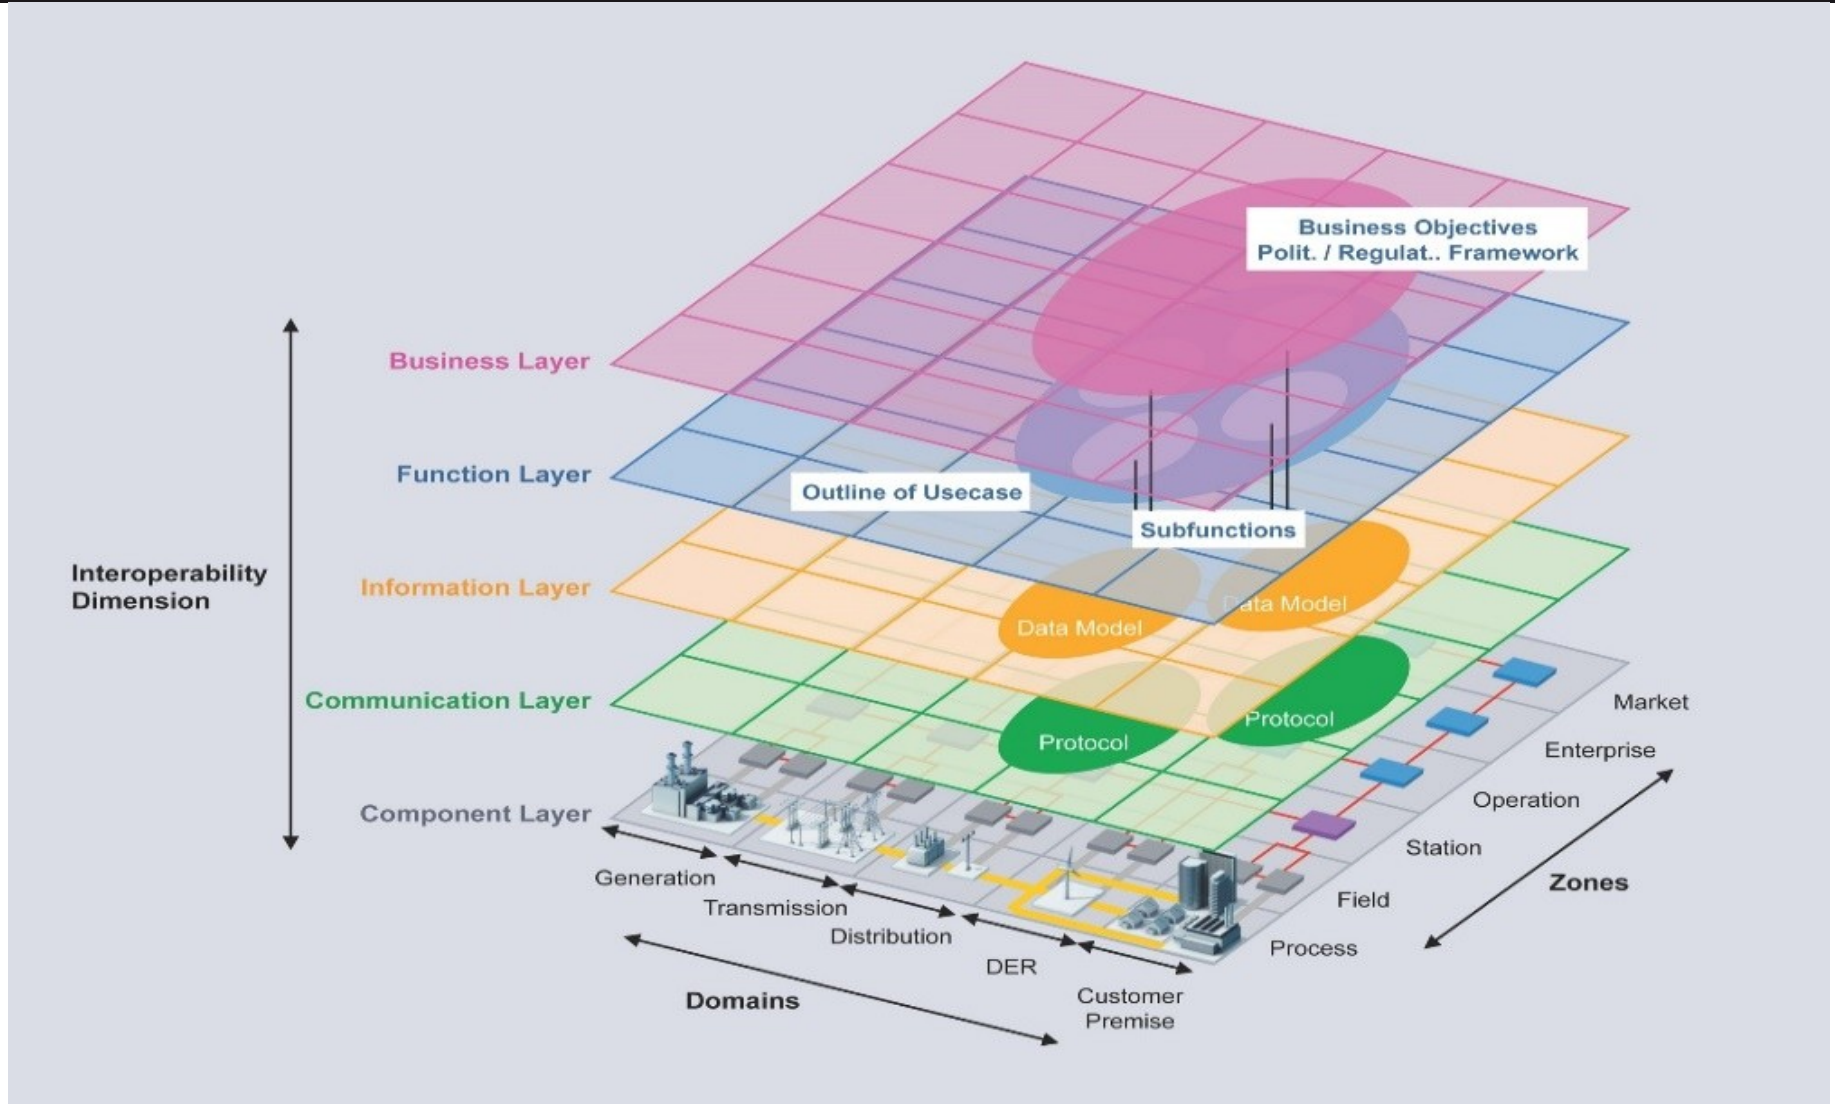 Business Objectives
Polit. / Regulat.. Framework
Business Layer
Function Layer
Outline of Usecase
Subfunctions
Interoperability
Dimension
Information Layer
Data Model
Data Model
Communication Layer
Protocol
Protocol
Component Layer
Market
Enterprise
Operation
Station
Field
Process
Zones
Generation
Transmission
Distribution
DER
Customer
Premise
Domains